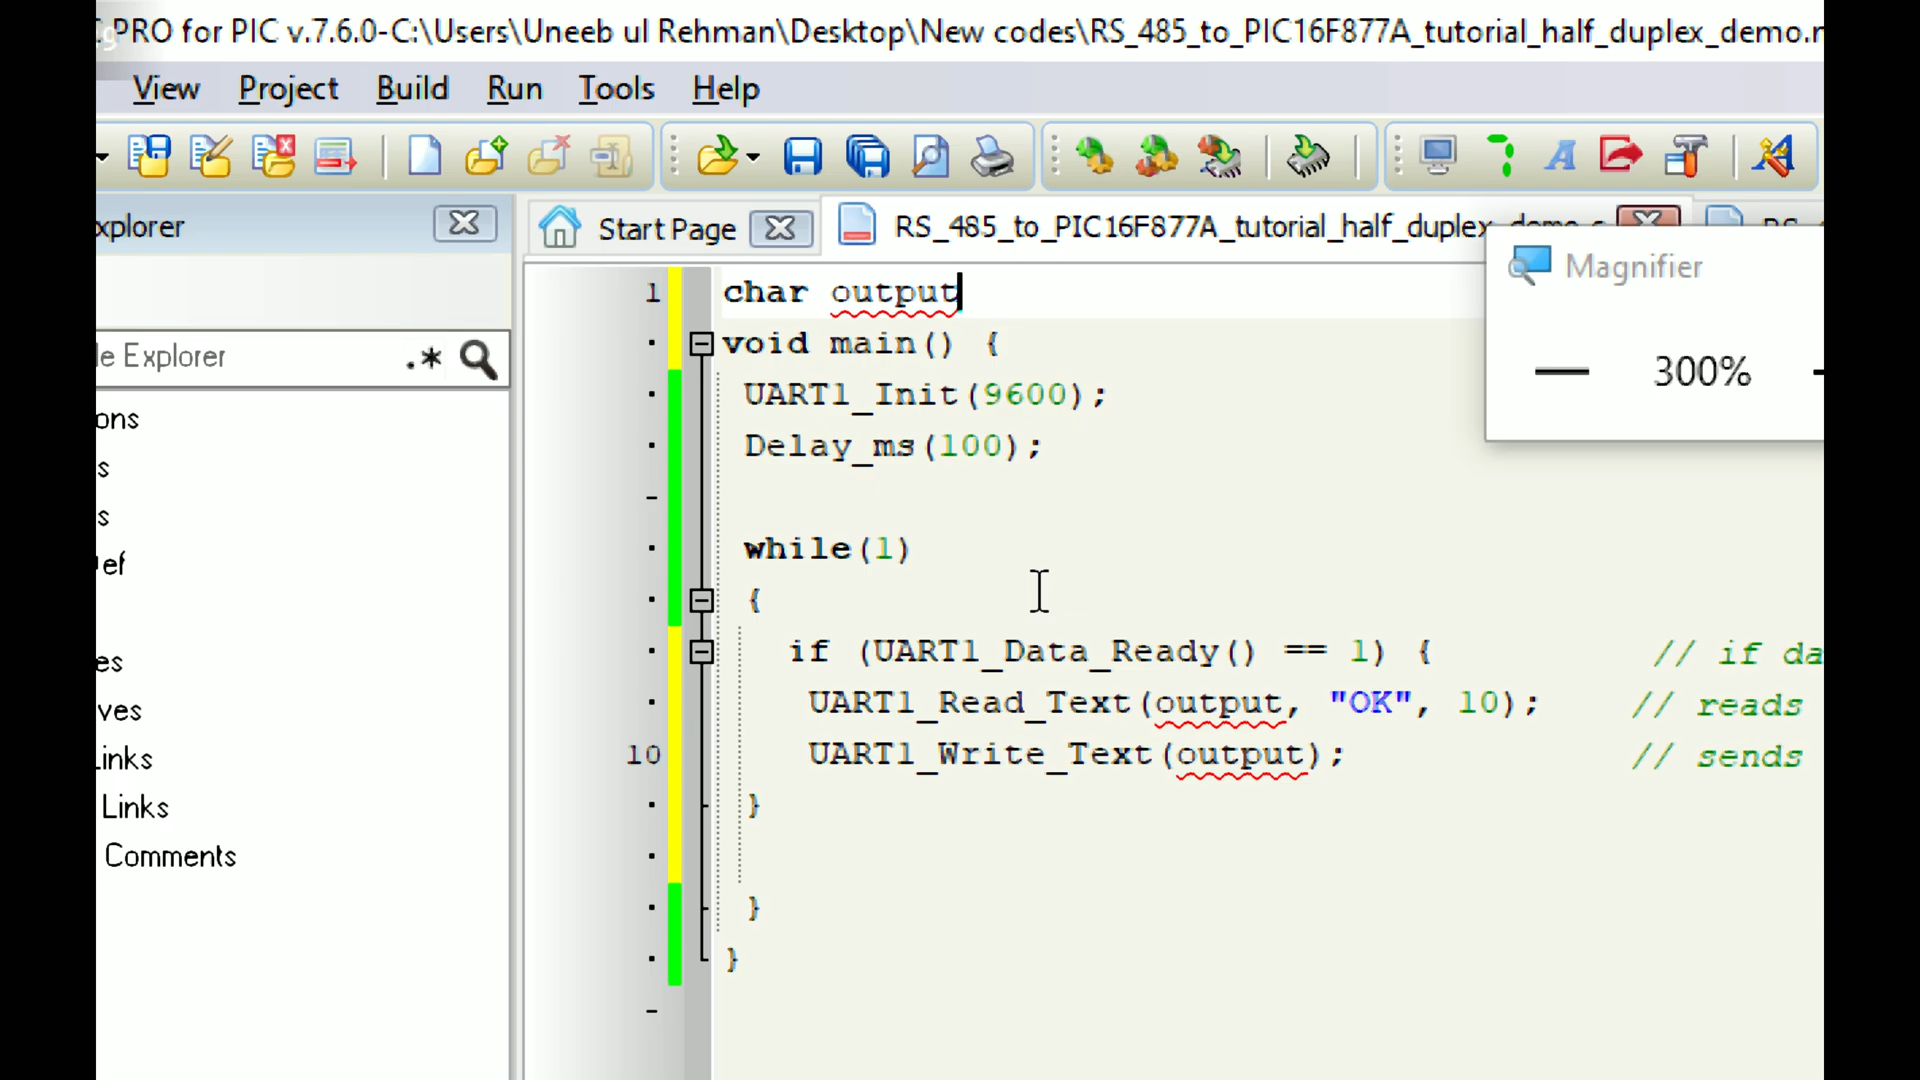 PRO for PIC v.7.6.0-C:\Users\Uneeb ul Rehman\Desktop\New codes\RS_485_to_PIC16F877A_tutorial_half_duplex_demo.
View Project Build Run Tools Help
xplorer
Start Page
RS_485_to_PIC16F877A_tutorial_half_duplex_demo.c
Magnifier
300%
le Explorer
.*
ons
s
s
ef
es
ves
Links
Links
Comments
1 char output
void main() {
UART1_Init(9600);
Delay_ms(100);
while(1)
{
if (UART1_Data_Ready() == 1) { // if da
UART1_Read_Text(output, "OK", 10); // reads
10 UART1_Write_Text(output); // sends
}
}
}